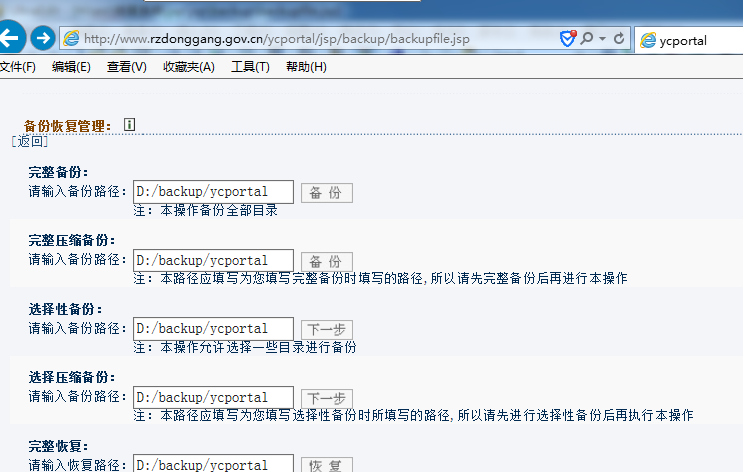 http://www.rzdonggang.gov.cn/ycportal/jsp/backup/backupfile.jsp
ycportal
文件(F) 编辑(E) 查看(V) 收藏夹(A) 工具(T) 帮助(H)
备份恢复管理：
[返回]
完整备份：
请输入备份路径：D:/backup/ycportal 备 份
注：本操作备份全部目录
完整压缩备份：
请输入备份路径：D:/backup/ycportal 备 份
注：本路径应填写为您填写完整备份时填写的路径,所以请先完整备份后再进行本操作
选择性备份：
请输入备份路径：D:/backup/ycportal 下一步
注：本操作允许选择一些目录进行备份
选择压缩备份：
请输入备份路径：D:/backup/ycportal 下一步
注：本路径应填写为您填写选择性备份时所填写的路径,所以请先进行选择性备份后再执行本操作
完整恢复：
请输入恢复路径：D:/backup/ycportal 恢 复